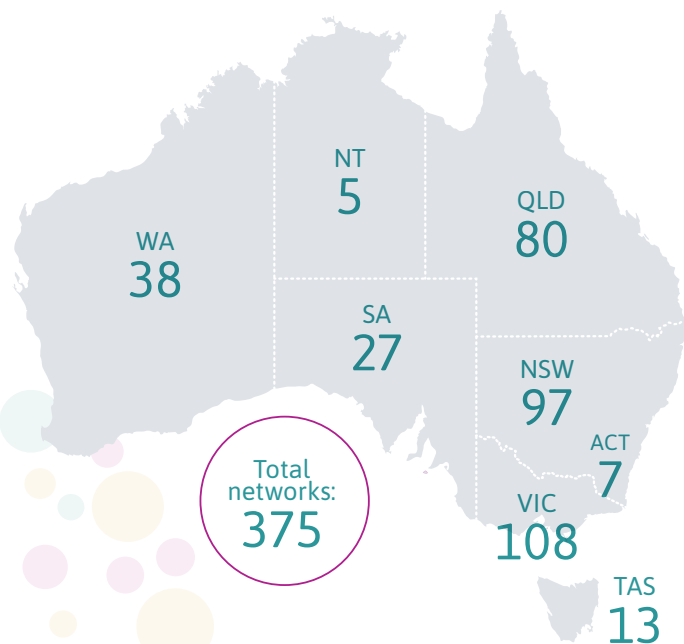 NT
5
QLD
80
WA
38
SA
27
NSW
97
ACT
7
Total
networks:
375
VIC
108
TAS
13